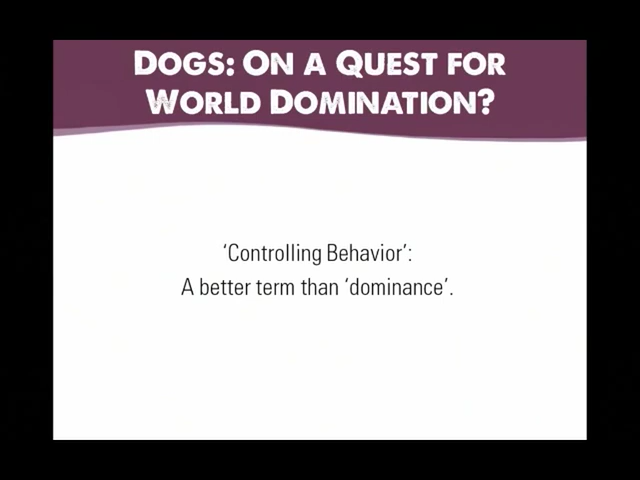 DOGS: ON A QUEST FOR
WORLD DOMINATION?
‘Controlling Behavior’:
A better term than ‘dominance’.